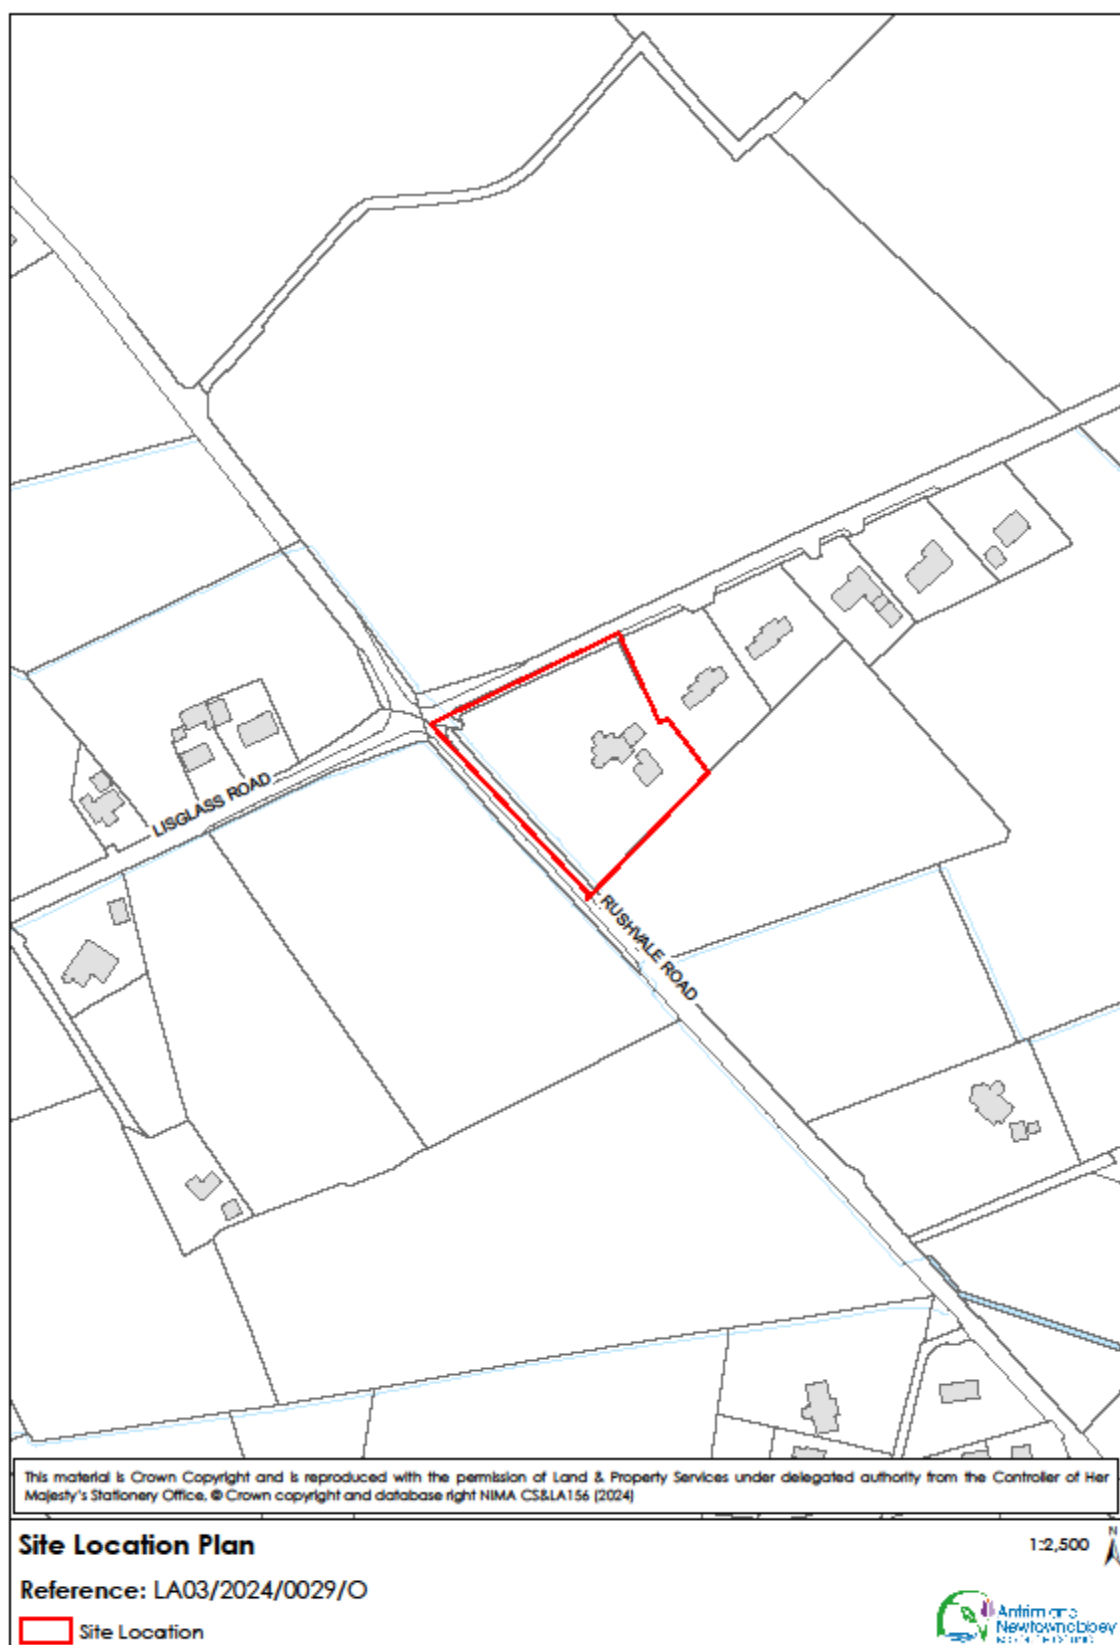 LISGLASS ROAD
RUSHVALE ROAD
This material is Crown Copyright and is reproduced with the permission of Land & Property Services under delegated authority from the Controller of Her
Majesty's Stationery Office, © Crown copyright and database right NIMA CS&LA156 (2024)
Site Location Plan
1:2,500
N
Reference: LA03/2024/0029/O
Site Location
Antrim and
Newtownabbey